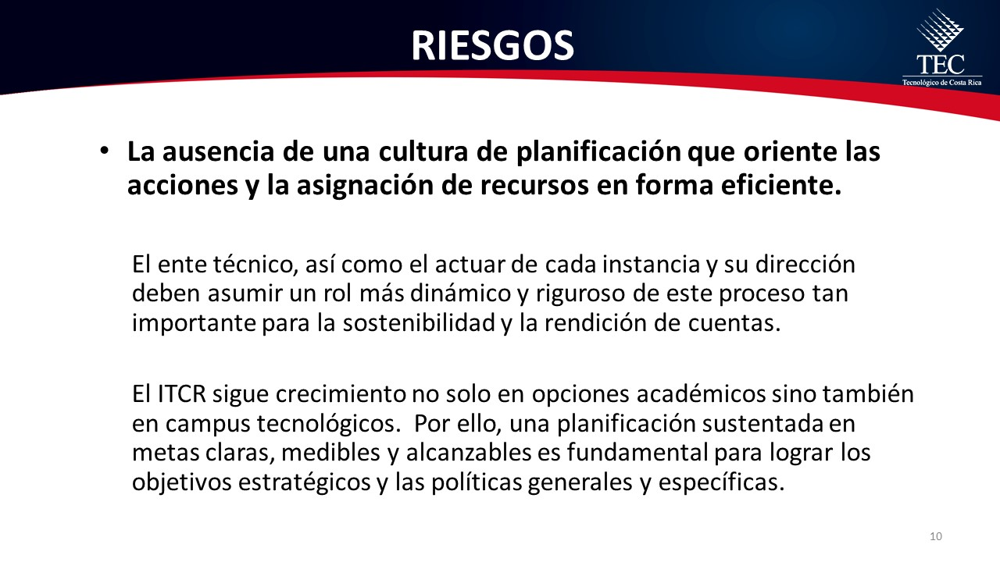 RIESGOS
TEC
Tecnológico de Costa Rica
• La ausencia de una cultura de planificación que oriente las
acciones y la asignación de recursos en forma eficiente.
El ente técnico, así como el actuar de cada instancia y su dirección
deben asumir un rol más dinámico y riguroso de este proceso tan
importante para la sostenibilidad y la rendición de cuentas.
El ITCR sigue crecimiento no solo en opciones académicos sino también
en campus tecnológicos.  Por ello, una planificación sustentada en
metas claras, medibles y alcanzables es fundamental para lograr los
objetivos estratégicos y las políticas generales y específicas.
10